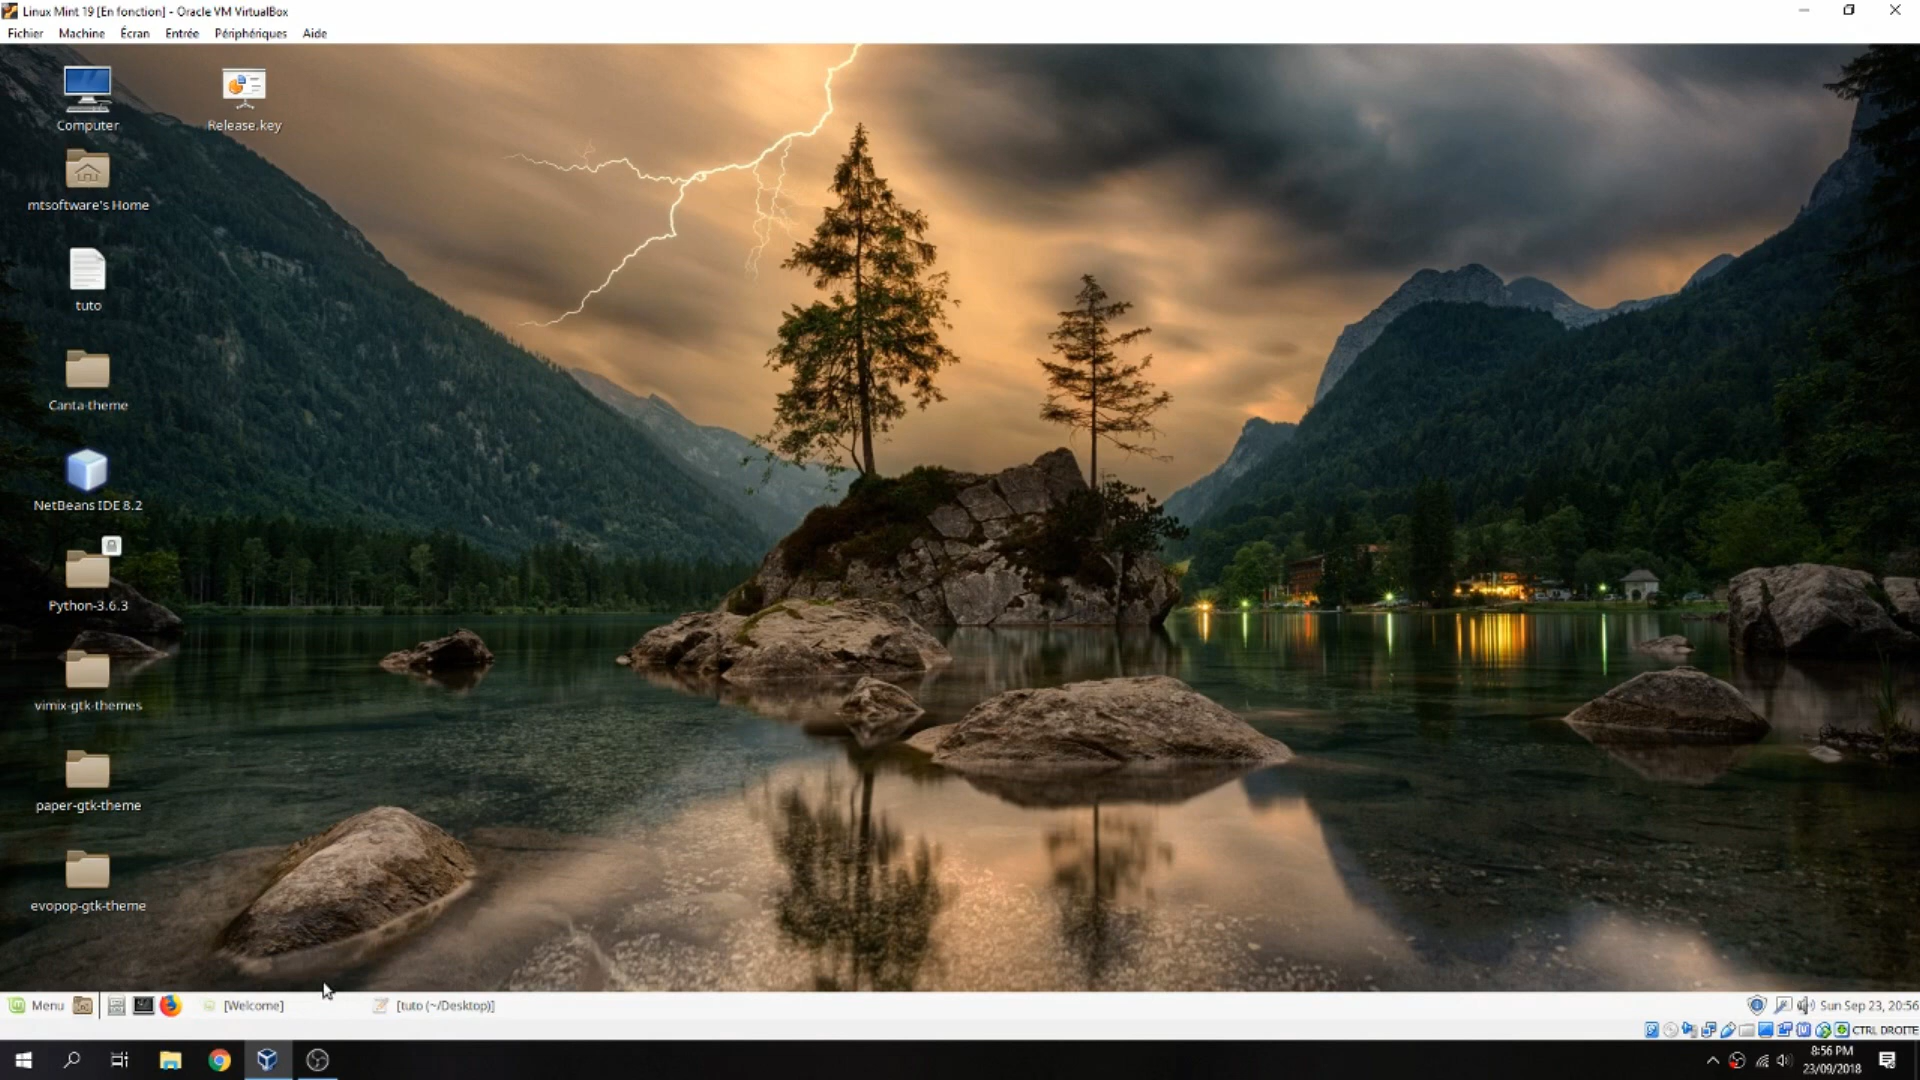 Linux Mint 19 [En fonction] - Oracle VM VirtualBox
Fichier Machine Écran Entrée Périphériques Aide
Computer
Release.key
mtsoftware's Home
tuto
Canta-theme
NetBeans IDE 8.2
Python-3.6.3
vimix-gtk-themes
paper-gtk-theme
evopop-gtk-theme
Menu [Welcome] [tuto (~/Desktop)] Sun Sep 23, 20:56
CTRL DROITE
8:56 PM
23/09/2018